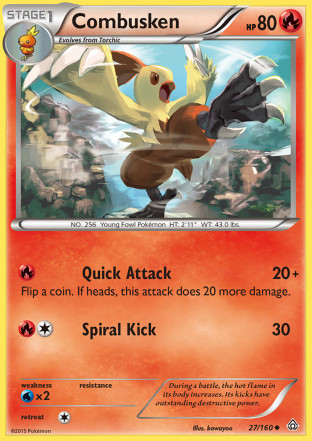 STAGE1 Combusken HP80
Evolves from Torchic
NO. 256 Young Fowl Pokémon HT: 2'11" WT: 43.0 lbs.
Quick Attack 20+
Flip a coin. If heads, this attack does 20 more damage.
Spiral Kick 30
weakness resistance
×2
retreat
During a battle, the hot flame in
its body increases. Its kicks have
outstanding destructive power.
©2015 Pokémon
Illus. kawayoo 27/160